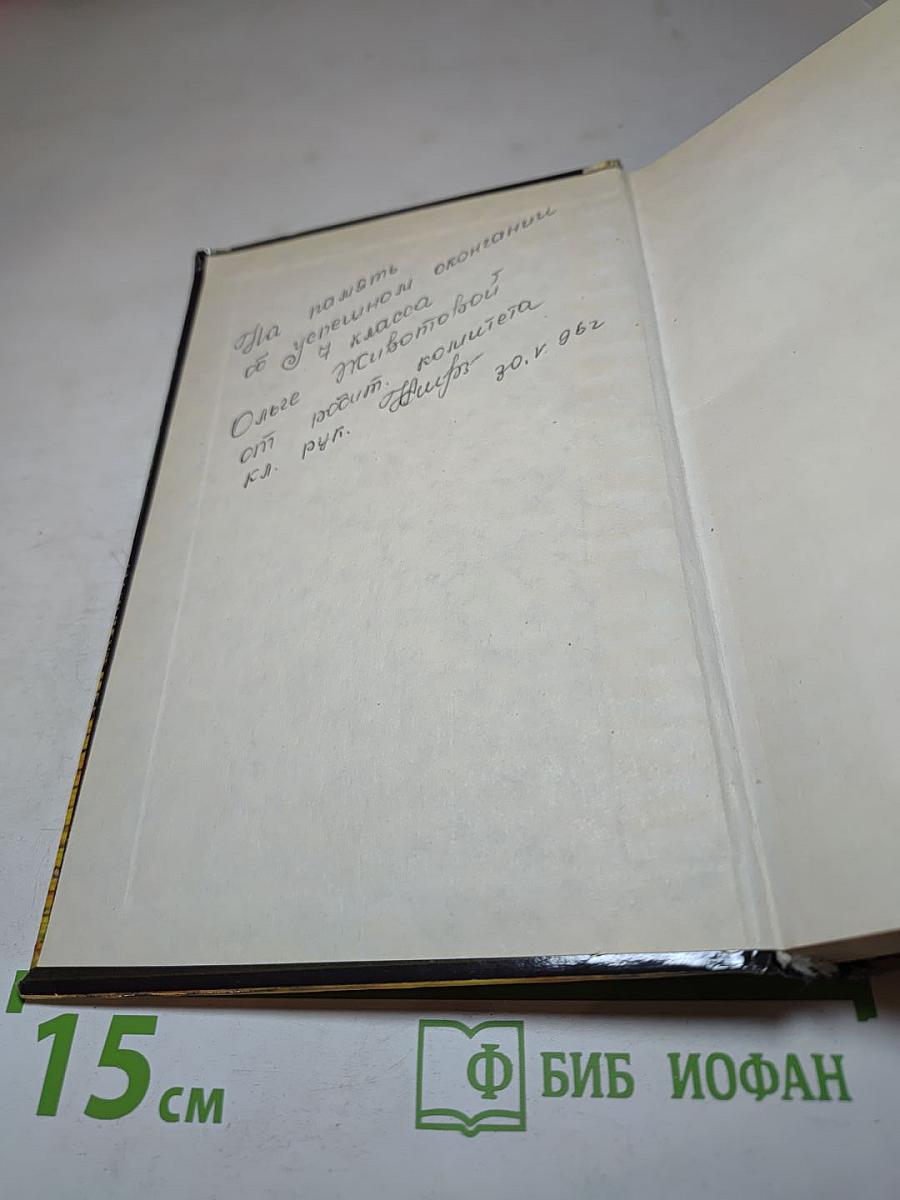 На память
об успешном окончании
7 класса
Ольге Животовой
от родит. комитета
кл. рук.
30.V.96г
15 см
Ф БИБ ИОФАН